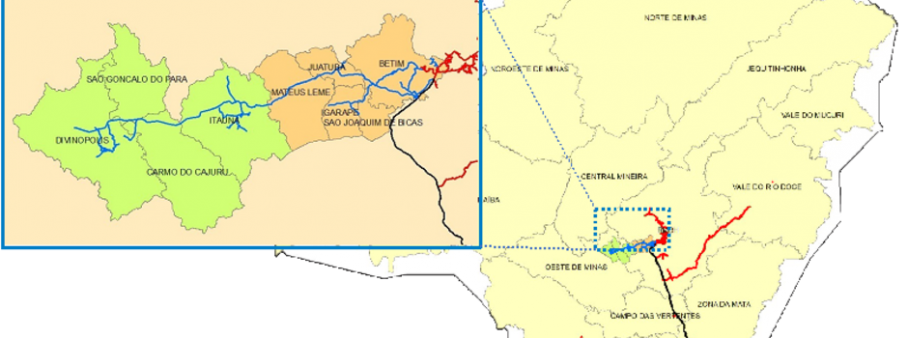 SAO GONCALO DO PARA
DIVINOPOLIS
CARMO DO CAJURU
ITAUNA
MATEUS LEME
JUATUBA
BETIM
IGARAPE
SAO JOAQUIM DE BICAS
NORTE DE MINAS
NOROESTE DE MINAS
JEQUITINHONHA
VALE DO MUCURI
CENTRAL MINEIRA
VALE DO RIO DOCE
OESTE DE MINAS
ZONA DA MATA
CAMPO DAS VERTENTES